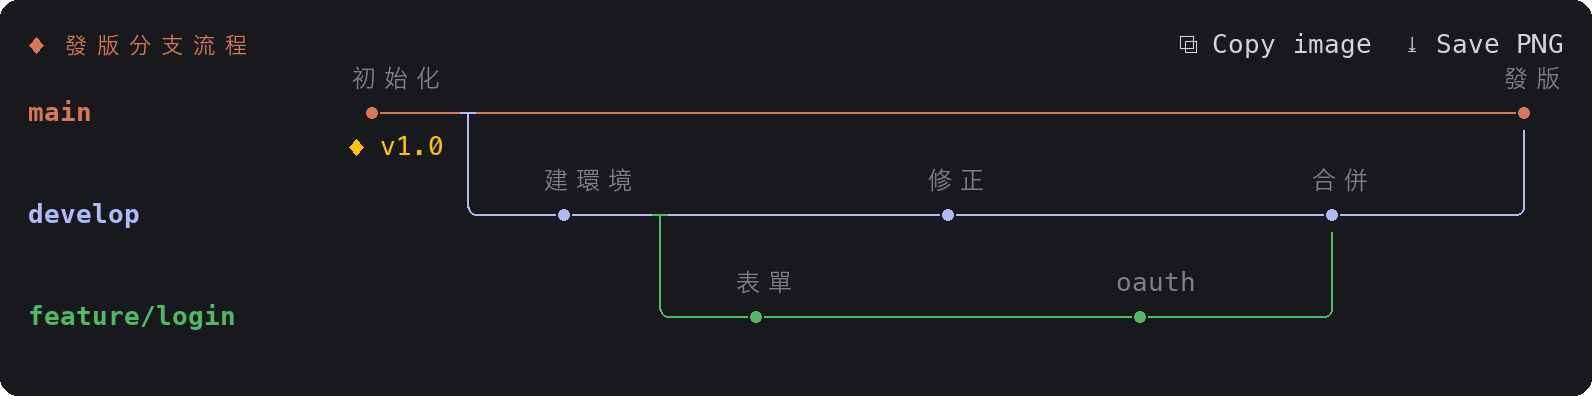 ♦ 發版分支流程
Copy image
Save PNG
初始化
發版
main
♦ v1.0
建環境
修正
合併
develop
表單
oauth
feature/login